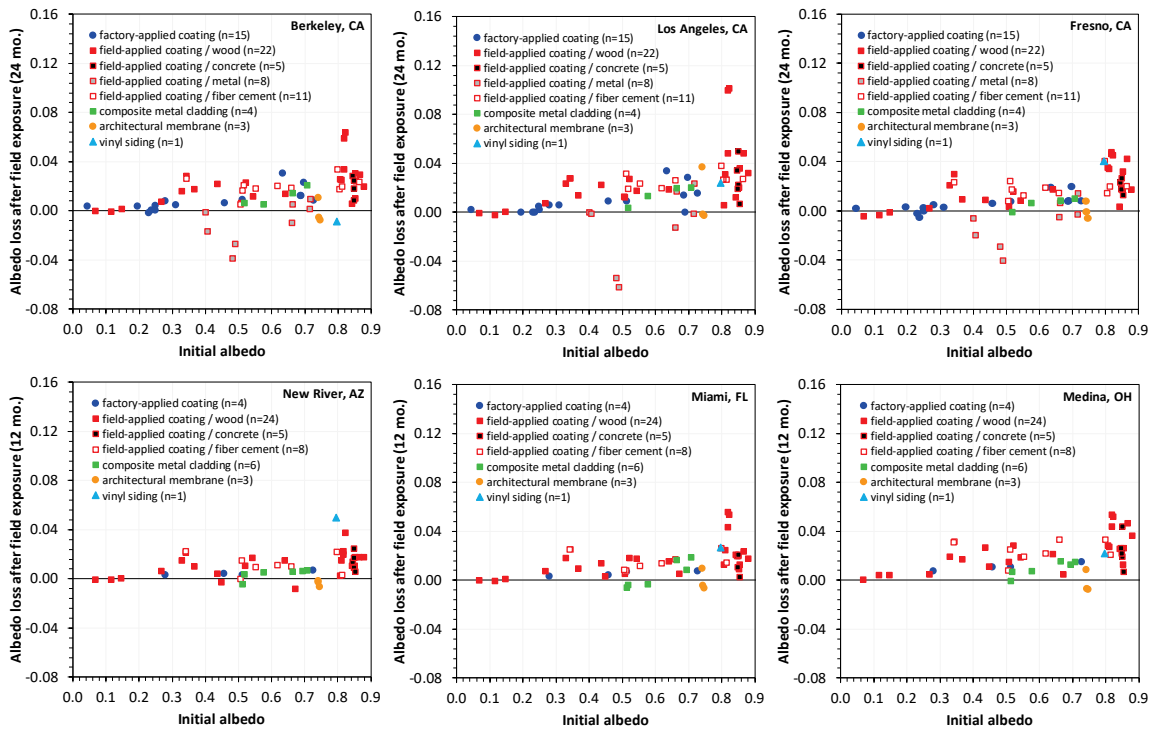 Berkeley, CA
factory-applied coating (n=15)
field-applied coating / wood (n=22)
field-applied coating / concrete (n=5)
field-applied coating / metal (n=8)
field-applied coating / fiber cement (n=11)
composite metal cladding (n=4)
architectural membrane (n=3)
vinyl siding (n=1)
Albedo loss after field exposure (24 mo.)
0.16
0.12
0.08
0.04
0.00
-0.04
-0.08
0.0 0.1 0.2 0.3 0.4 0.5 0.6 0.7 0.8 0.9
Initial albedo
Los Angeles, CA
factory-applied coating (n=15)
field-applied coating / wood (n=22)
field-applied coating / concrete (n=5)
field-applied coating / metal (n=8)
field-applied coating / fiber cement (n=11)
composite metal cladding (n=4)
architectural membrane (n=3)
vinyl siding (n=1)
Albedo loss after field exposure (24 mo.)
0.16
0.12
0.08
0.04
0.00
-0.04
-0.08
0.0 0.1 0.2 0.3 0.4 0.5 0.6 0.7 0.8 0.9
Initial albedo
Fresno, CA
factory-applied coating (n=15)
field-applied coating / wood (n=22)
field-applied coating / concrete (n=5)
field-applied coating / metal (n=8)
field-applied coating / fiber cement (n=11)
composite metal cladding (n=4)
architectural membrane (n=3)
vinyl siding (n=1)
Albedo loss after field exposure (24 mo.)
0.16
0.12
0.08
0.04
0.00
-0.04
-0.08
0.0 0.1 0.2 0.3 0.4 0.5 0.6 0.7 0.8 0.9
Initial albedo
New River, AZ
factory-applied coating (n=4)
field-applied coating / wood (n=24)
field-applied coating / concrete (n=5)
field-applied coating / fiber cement (n=8)
composite metal cladding (n=6)
architectural membrane (n=3)
vinyl siding (n=1)
Albedo loss after field exposure (12 mo.)
0.16
0.12
0.08
0.04
0.00
-0.04
-0.08
0.0 0.1 0.2 0.3 0.4 0.5 0.6 0.7 0.8 0.9
Initial albedo
Miami, FL
factory-applied coating (n=4)
field-applied coating / wood (n=24)
field-applied coating / concrete (n=5)
field-applied coating / fiber cement (n=8)
composite metal cladding (n=6)
architectural membrane (n=3)
vinyl siding (n=1)
Albedo loss after field exposure (12 mo.)
0.16
0.12
0.08
0.04
0.00
-0.04
-0.08
0.0 0.1 0.2 0.3 0.4 0.5 0.6 0.7 0.8 0.9
Initial albedo
Medina, OH
factory-applied coating (n=4)
field-applied coating / wood (n=24)
field-applied coating / concrete (n=5)
field-applied coating / fiber cement (n=8)
composite metal cladding (n=6)
architectural membrane (n=3)
vinyl siding (n=1)
Albedo loss after field exposure (12 mo.)
0.16
0.12
0.08
0.04
0.00
-0.04
-0.08
0.0 0.1 0.2 0.3 0.4 0.5 0.6 0.7 0.8 0.9
Initial albedo